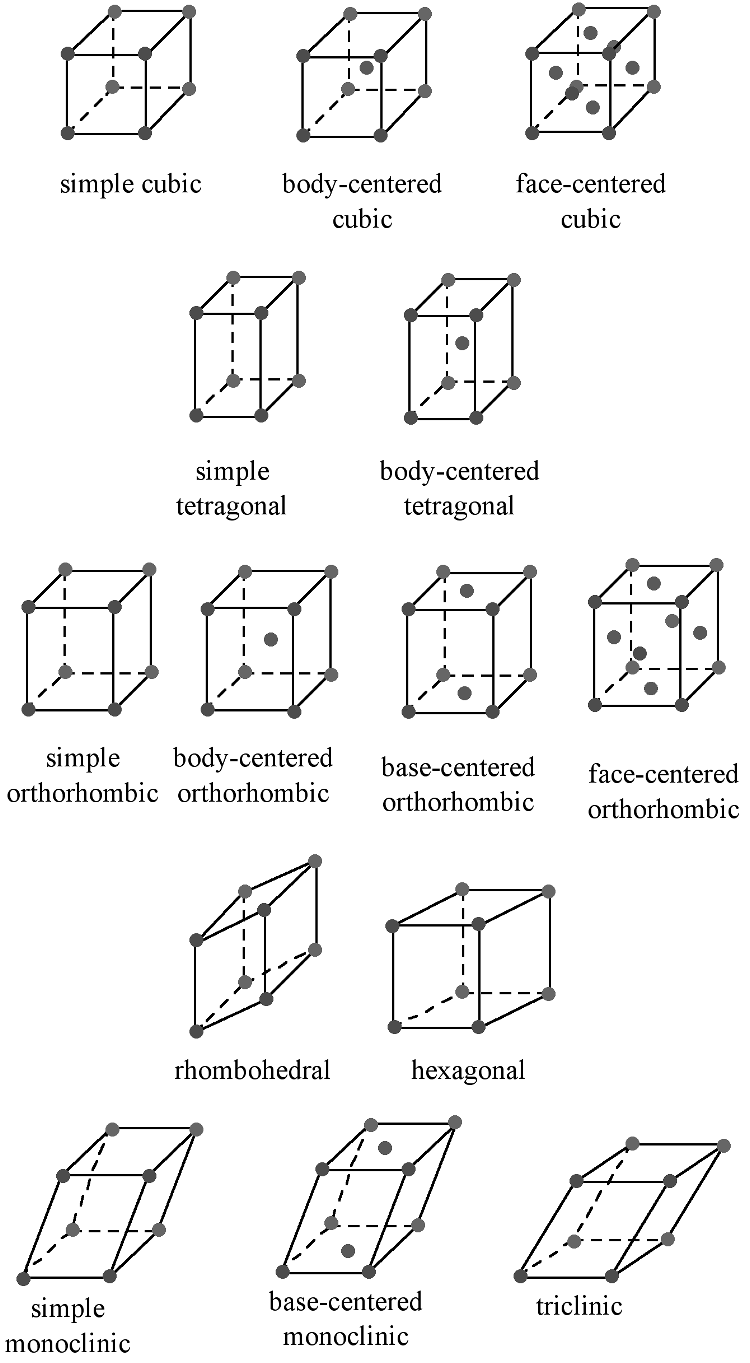 simple cubic
body-centered
cubic
face-centered
cubic
simple
tetragonal
body-centered
tetragonal
simple
orthorhombic
body-centered
orthorhombic
base-centered
orthorhombic
face-centered
orthorhombic
rhombohedral
hexagonal
simple
monoclinic
base-centered
monoclinic
triclinic